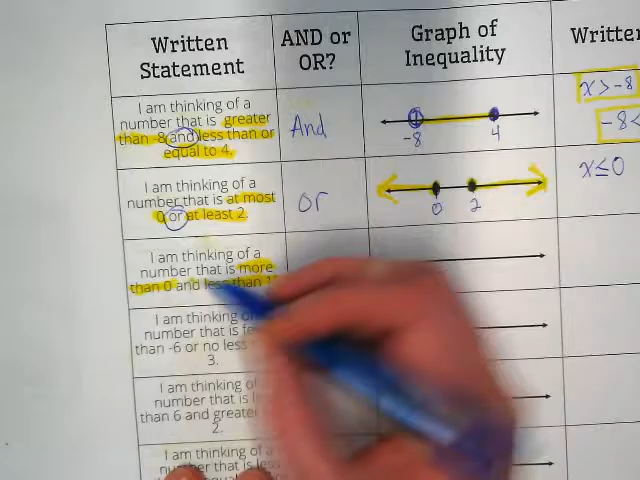 Written
Statement
AND or
OR?
Graph of
Inequality
I am thinking of a
number that is greater
than -8 and less than or
equal to 4.
And
-8
4
x > -8
-8 <
I am thinking of a
number that is at most
0 or at least 2.
or
0
2
x ≤ 0
I am thinking of a
number that is more
than 0 and less than
I am thinking
number that is
than -6 or no less
3.
I am thinking of
number that is
than 6 and greater
2.
I am thinking of a
number that is less